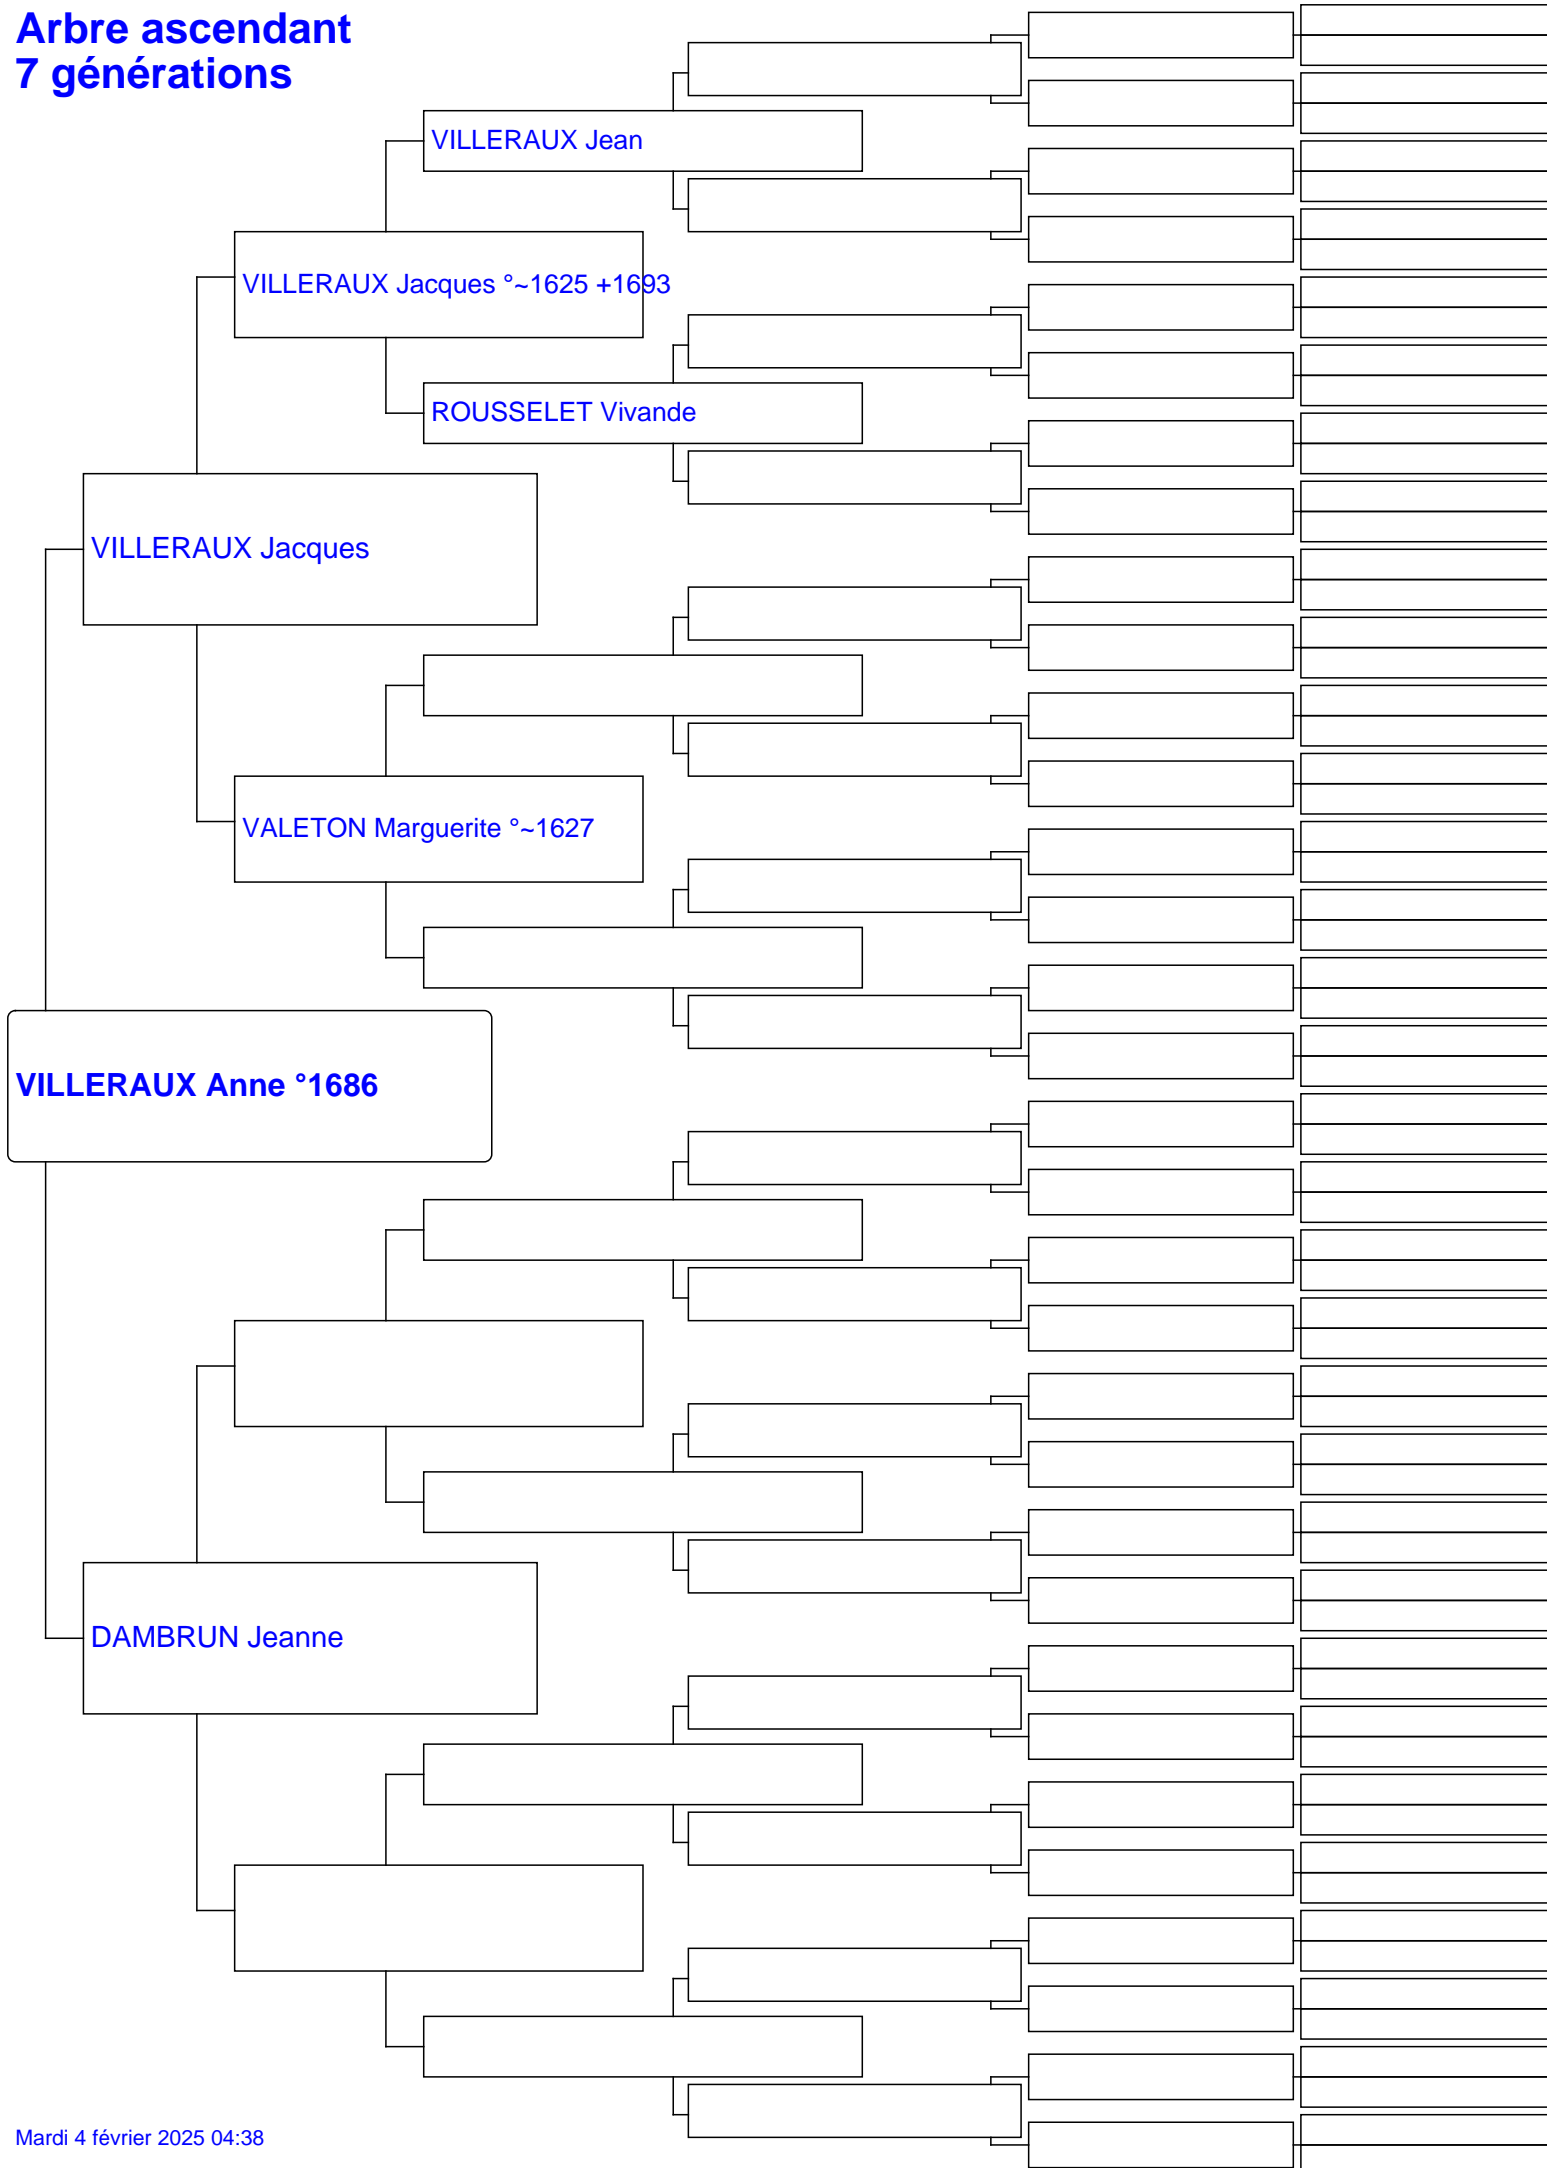 Arbre ascendant
7 générations
VILLERAUX Jean
VILLERAUX Jacques °~1625 +1693
ROUSSELET Vivande
VILLERAUX Jacques
VALETON Marguerite °~1627
VILLERAUX Anne °1686
DAMBRUN Jeanne
Mardi 4 février 2025 04:38